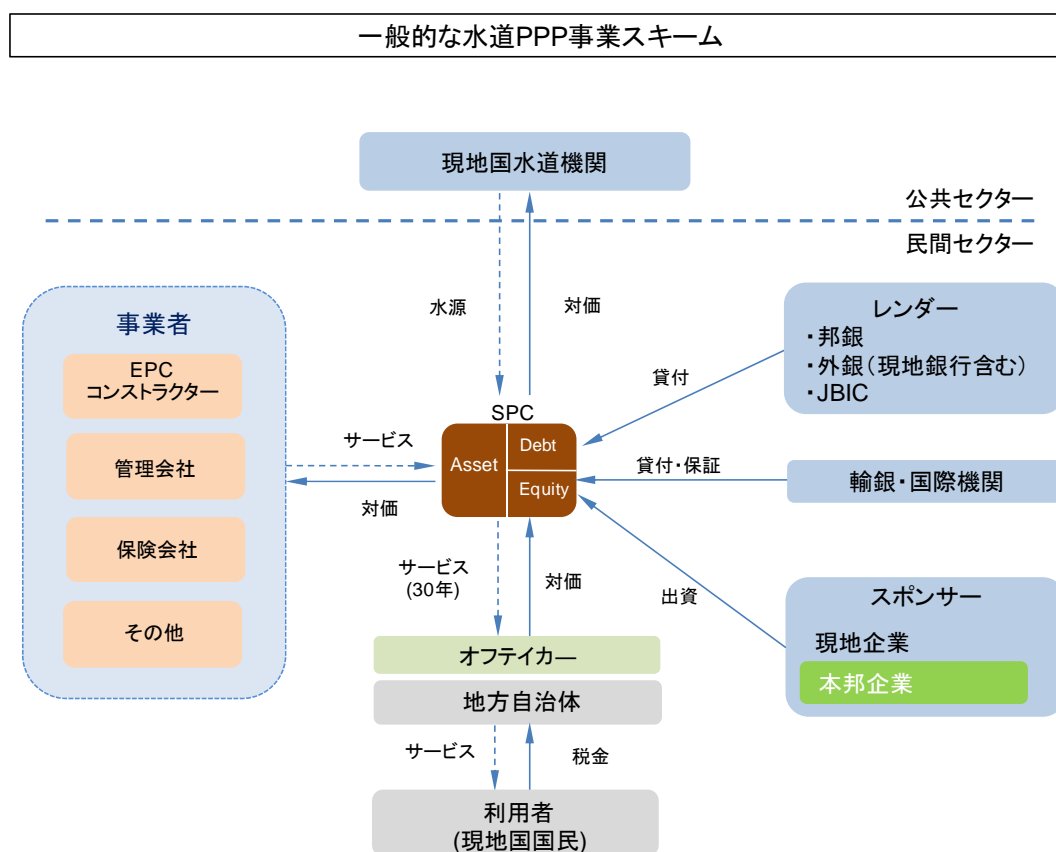 一般的な水道PPP事業スキーム
現地国水道機関
公共セクター
民間セクター
水源
対価
事業者
EPC
コンストラクター
管理会社
保険会社
その他
サービス
対価
SPC
Asset
Debt
Equity
レンダー
・邦銀
・外銀（現地銀行含む）
・JBIC
貸付
貸付・保証
輸銀・国際機関
出資
スポンサー
現地企業
本邦企業
サービス
(30年)
対価
オフテイカー
地方自治体
サービス
税金
利用者
(現地国国民)